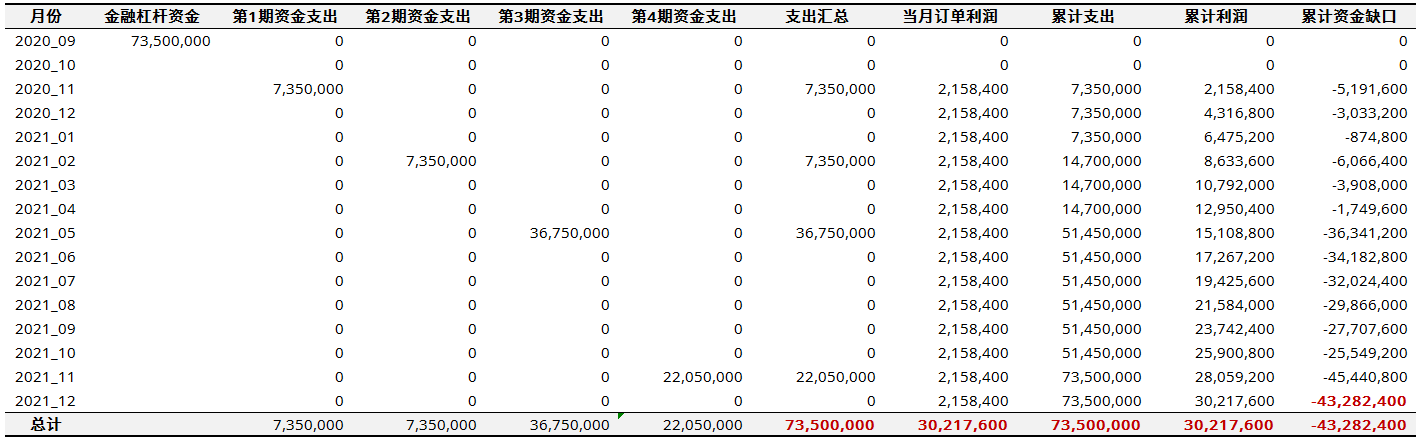 月份 金融杠杆资金 第1期资金支出 第2期资金支出 第3期资金支出 第4期资金支出 支出汇总 当月订单利润 累计支出 累计利润 累计资金缺口
2020_09 73,500,000 0 0 0 0 0 0 0 0 0
2020_10 0 0 0 0 0 0 0 0 0
2020_11 7,350,000 0 0 0 7,350,000 2,158,400 7,350,000 2,158,400 -5,191,600
2020_12 0 0 0 0 0 2,158,400 7,350,000 4,316,800 -3,033,200
2021_01 0 0 0 0 0 2,158,400 7,350,000 6,475,200 -874,800
2021_02 0 7,350,000 0 0 7,350,000 2,158,400 14,700,000 8,633,600 -6,066,400
2021_03 0 0 0 0 0 2,158,400 14,700,000 10,792,000 -3,908,000
2021_04 0 0 0 0 0 2,158,400 14,700,000 12,950,400 -1,749,600
2021_05 0 0 36,750,000 0 36,750,000 2,158,400 51,450,000 15,108,800 -36,341,200
2021_06 0 0 0 0 0 2,158,400 51,450,000 17,267,200 -34,182,800
2021_07 0 0 0 0 0 2,158,400 51,450,000 19,425,600 -32,024,400
2021_08 0 0 0 0 0 2,158,400 51,450,000 21,584,000 -29,866,000
2021_09 0 0 0 0 0 2,158,400 51,450,000 23,742,400 -27,707,600
2021_10 0 0 0 0 0 2,158,400 51,450,000 25,900,800 -25,549,200
2021_11 0 0 0 22,050,000 22,050,000 2,158,400 73,500,000 28,059,200 -45,440,800
2021_12 0 0 0 0 0 2,158,400 73,500,000 30,217,600 -43,282,400
总计 7,350,000 7,350,000 36,750,000 22,050,000 73,500,000 30,217,600 73,500,000 30,217,600 -43,282,400